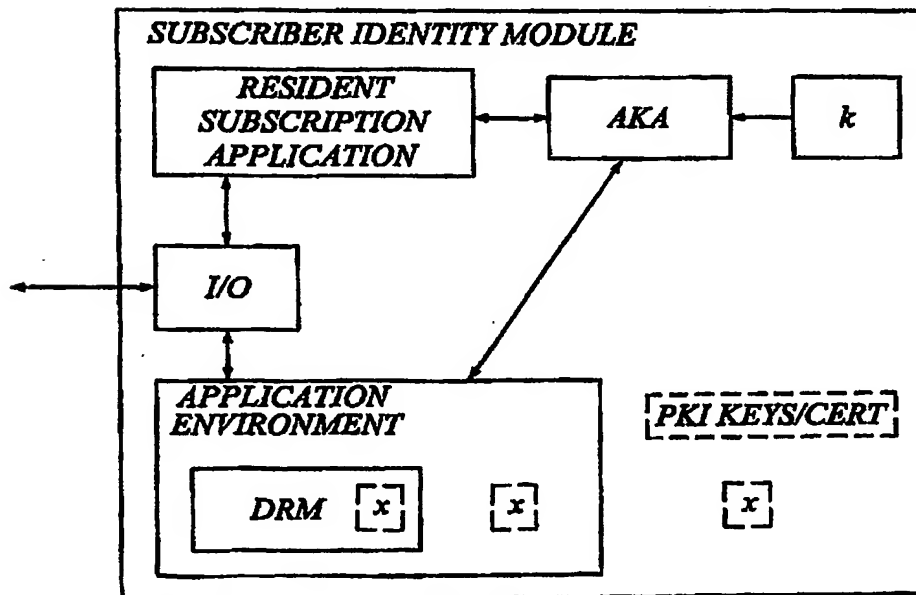 SUBSCRIBER IDENTITY MODULE
RESIDENT
SUBSCRIPTION
APPLICATION
AKA
k
I/O
APPLICATION
ENVIRONMENT
PKI KEYS/CERT
DRM
x
x
x